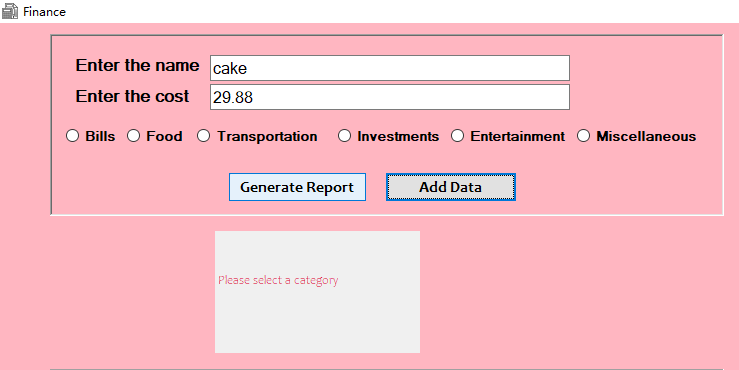 Finance
Enter the name cake
Enter the cost 29.88
Bills Food Transportation Investments Entertainment Miscellaneous
Generate Report Add Data
Please select a category